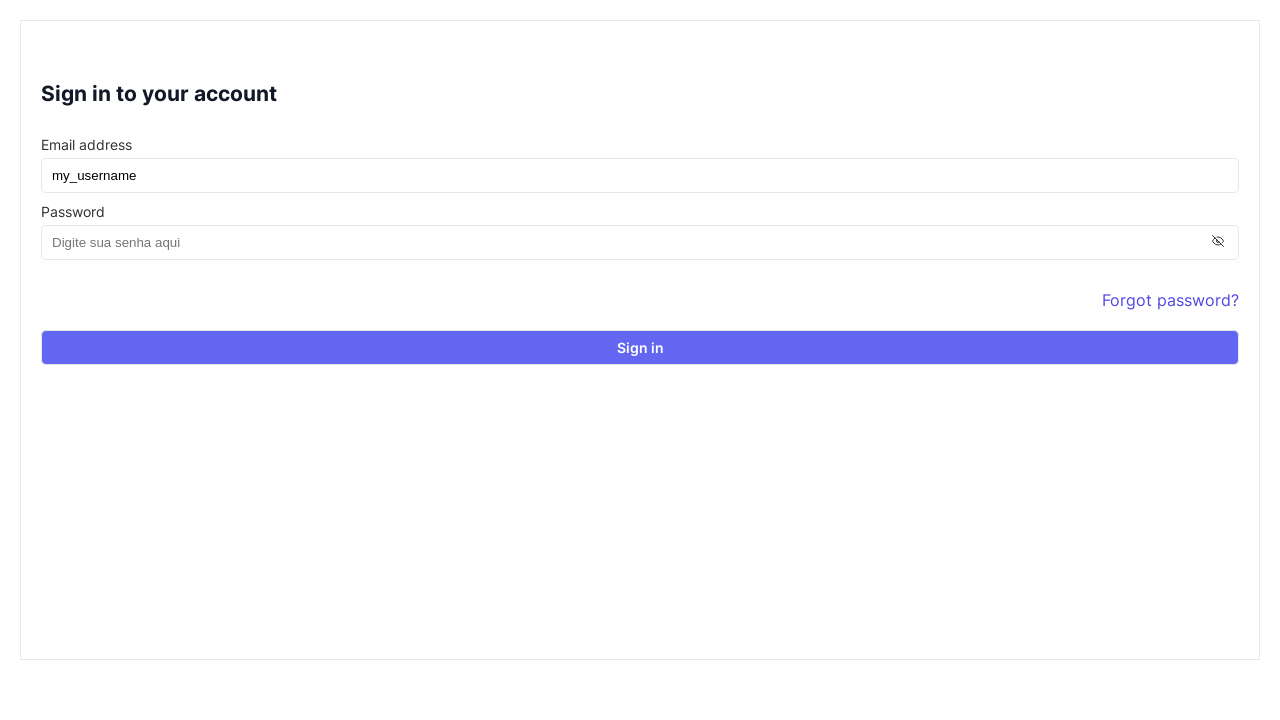 Sign in to your account
Email address
my_username
Password
Digite sua senha aqui
Forgot password?
Sign in